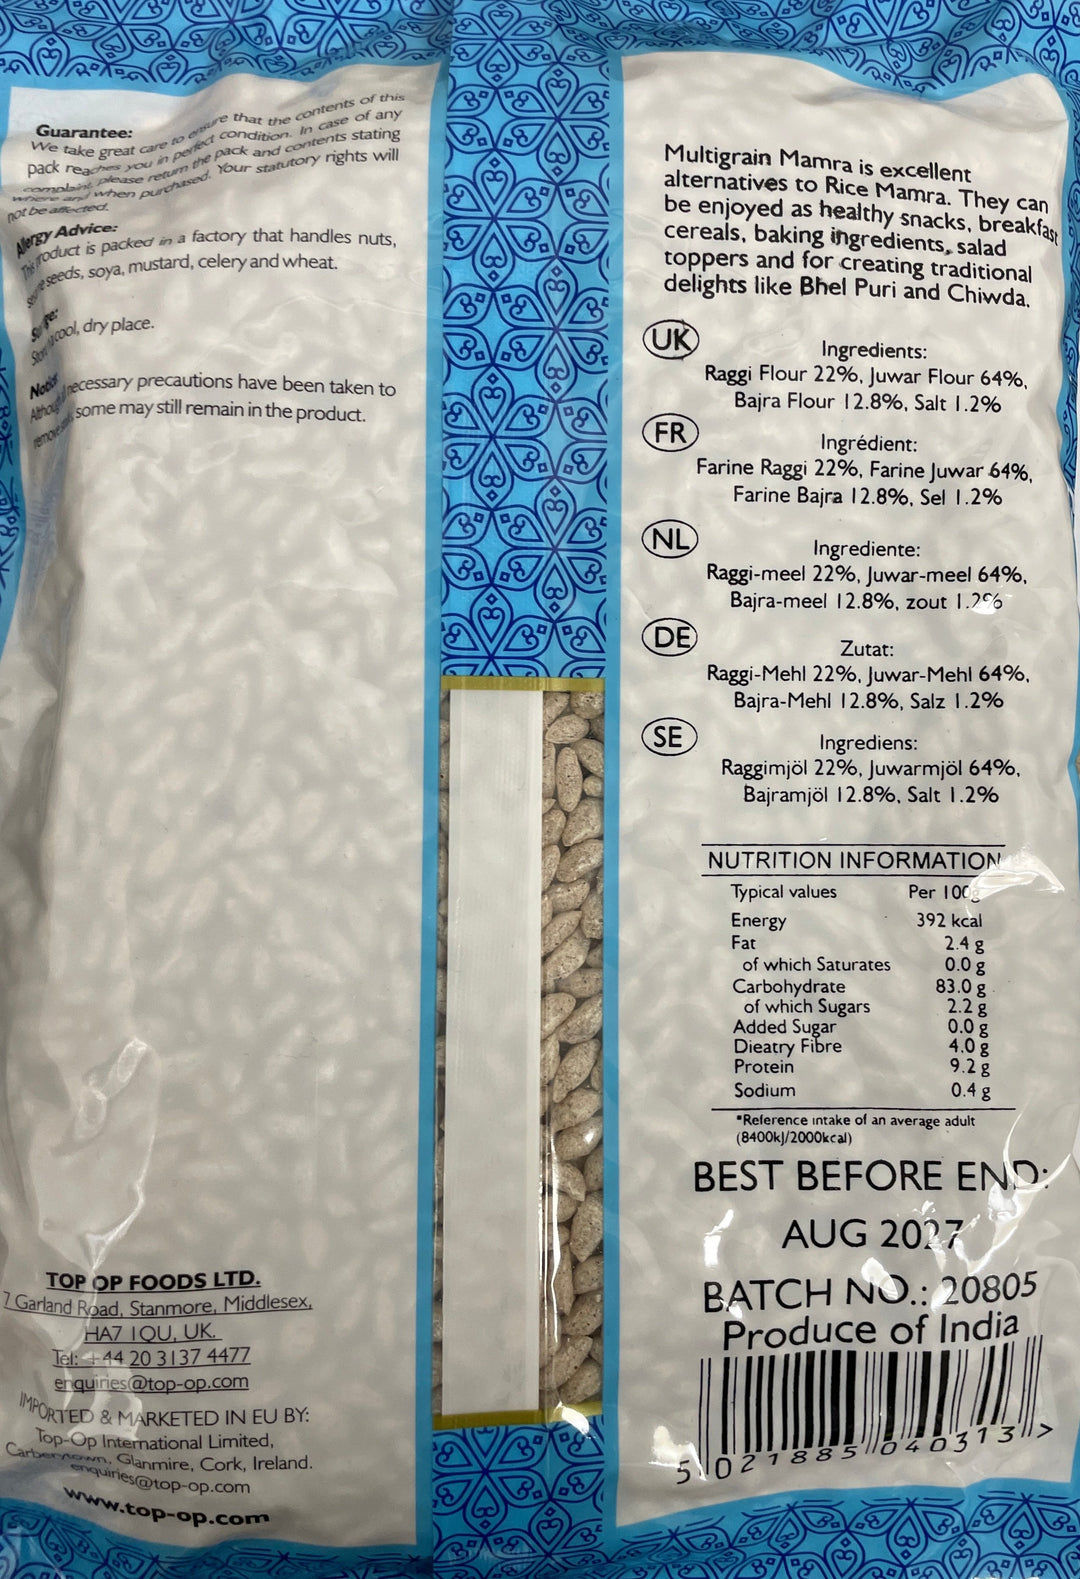 Guarantee:
We take great care to ensure that the contents of this
pack reaches you in perfect condition. In case of any
complaint, please return the pack and contents stating
where and when purchased. Your statutory rights will
not be affected.
Allergy Advice:
This product is packed in a factory that handles nuts,
seeds, soya, mustard, celery and wheat.
cool, dry place.
necessary precautions have been taken to
remove some may still remain in the product.
TOP OP FOODS LTD.
7 Garland Road, Stanmore, Middlesex,
HA7 1QU, UK.
Tel: +44 20 3137 4477
enquiries@top-op.com
IMPORTED & MARKETED IN EU BY:
Top-Op International Limited,
Carberytown, Glanmire, Cork, Ireland.
enquiries@top-op.com
www.top-op.com
Multigrain Mamra is excellent
alternatives to Rice Mamra. They can
be enjoyed as healthy snacks, breakfast
cereals, baking ingredients, salad
toppers and for creating traditional
delights like Bhel Puri and Chiwda.
UK
Ingredients:
Raggi Flour 22%, Juwar Flour 64%,
Bajra Flour 12.8%, Salt 1.2%
FR
Ingrédient:
Farine Raggi 22%, Farine Juwar 64%,
Farine Bajra 12.8%, Sel 1.2%
NL
Ingrediente:
Raggi-meel 22%, Juwar-meel 64%,
Bajra-meel 12.8%, zout 1.2%
DE
Zutat:
Raggi-Mehl 22%, Juwar-Mehl 64%,
Bajra-Mehl 12.8%, Salz 1.2%
SE
Ingrediens:
Raggimjöl 22%, Juwarmjöl 64%,
Bajramjöl 12.8%, Salt 1.2%
NUTRITION INFORMATION
Typical values Per 100g
Energy 392 kcal
Fat 2.4 g
of which Saturates 0.0 g
Carbohydrate 83.0 g
of which Sugars 2.2 g
Added Sugar 0.0 g
Dieatry Fibre 4.0 g
Protein 9.2 g
Sodium 0.4 g
*Reference intake of an average adult
(8400kJ/2000kcal)
BEST BEFORE END:
AUG 2027
BATCH NO.: 20805
Produce of India
5 021885 040313 >